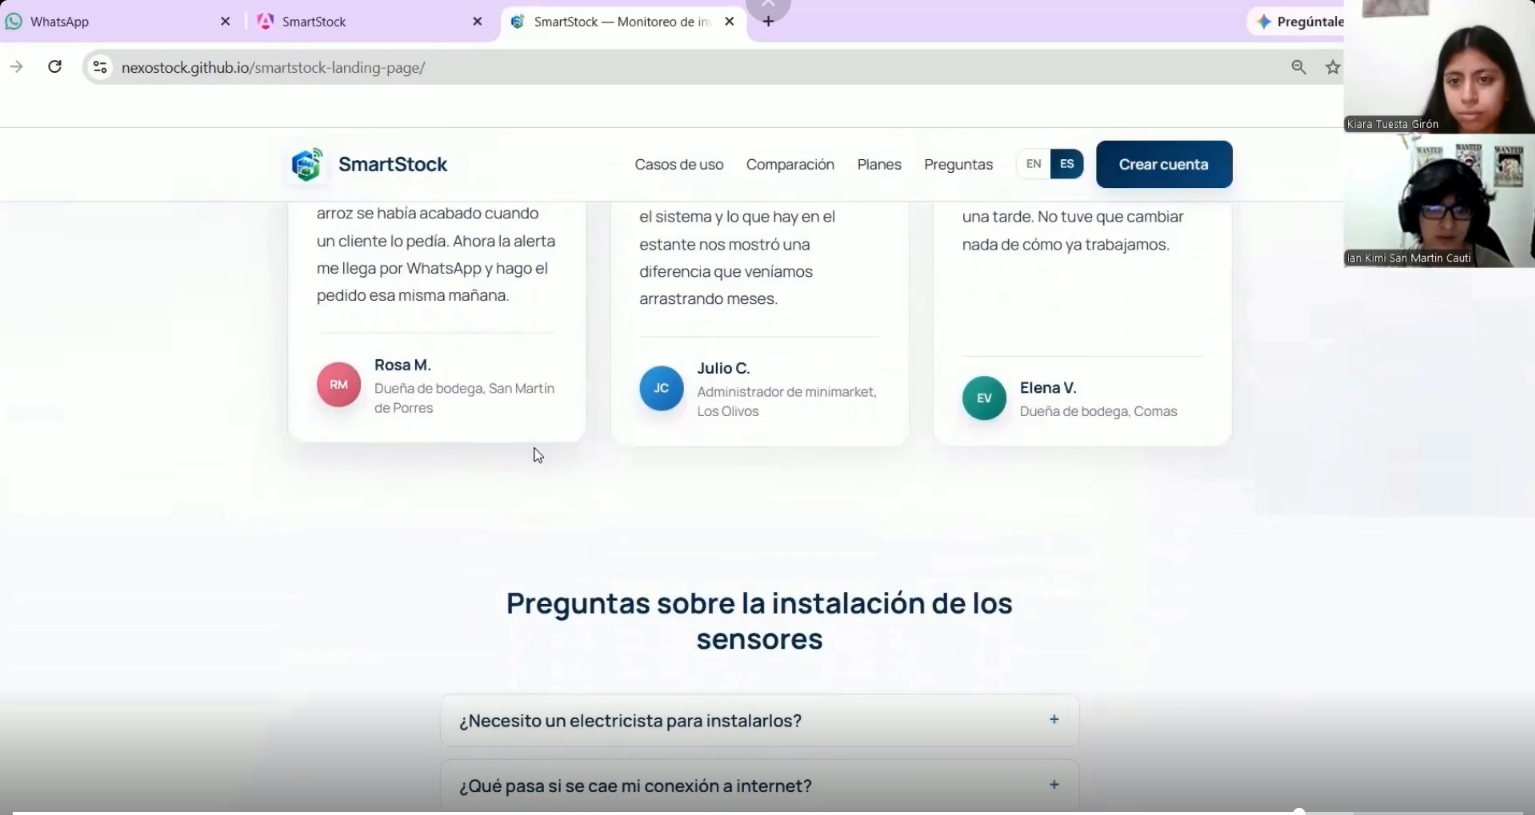 WhatsApp
SmartStock
SmartStock — Monitoreo de in
Pregúntale
nexostock.github.io/smartstock-landing-page/
Kiara Tuesta Girón
WANTED WANTED WANTED
Ian Kimi San Martin Cauti
SmartStock
Casos de uso
Comparación
Planes
Preguntas
EN
ES
Crear cuenta
arroz se había acabado cuando
un cliente lo pedía. Ahora la alerta
me llega por WhatsApp y hago el
pedido esa misma mañana.
RM
Rosa M.
Dueña de bodega, San Martín
de Porres
el sistema y lo que hay en el
estante nos mostró una
diferencia que veníamos
arrastrando meses.
JC
Julio C.
Administrador de minimarket,
Los Olivos
una tarde. No tuve que cambiar
nada de cómo ya trabajamos.
EV
Elena V.
Dueña de bodega, Comas
Preguntas sobre la instalación de los
sensores
¿Necesito un electricista para instalarlos?
+
¿Qué pasa si se cae mi conexión a internet?
+